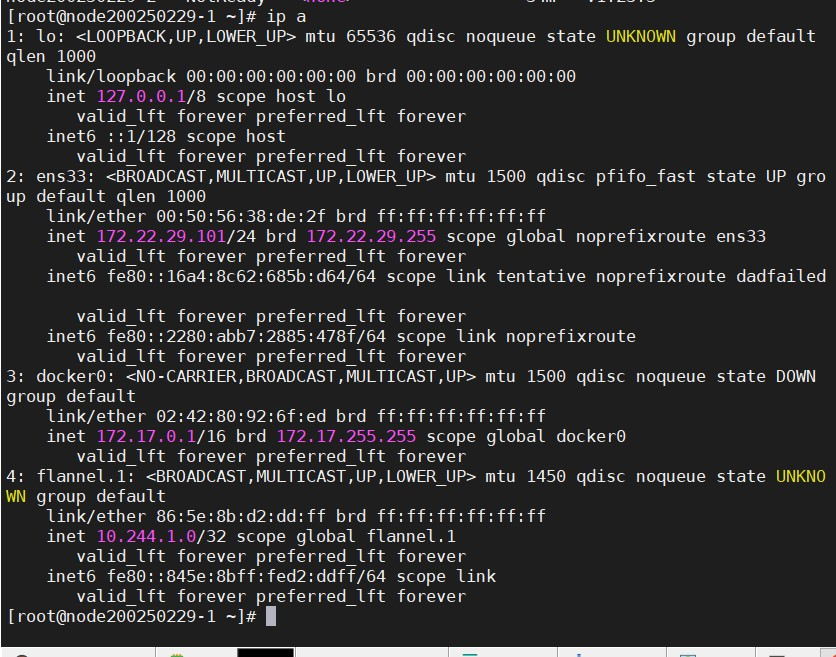 [root@node200250229-1 ~]# ip a
1: lo: <LOOPBACK,UP,LOWER_UP> mtu 65536 qdisc noqueue state UNKNOWN group default
qlen 1000
    link/loopback 00:00:00:00:00:00 brd 00:00:00:00:00:00
    inet 127.0.0.1/8 scope host lo
       valid_lft forever preferred_lft forever
    inet6 ::1/128 scope host
       valid_lft forever preferred_lft forever
2: ens33: <BROADCAST,MULTICAST,UP,LOWER_UP> mtu 1500 qdisc pfifo_fast state UP gro
up default qlen 1000
    link/ether 00:50:56:38:de:2f brd ff:ff:ff:ff:ff:ff
    inet 172.22.29.101/24 brd 172.22.29.255 scope global noprefixroute ens33
       valid_lft forever preferred_lft forever
    inet6 fe80::16a4:8c62:685b:d64/64 scope link tentative noprefixroute dadfailed
       valid_lft forever preferred_lft forever
    inet6 fe80::2280:abb7:2885:478f/64 scope link noprefixroute
       valid_lft forever preferred_lft forever
3: docker0: <NO-CARRIER,BROADCAST,MULTICAST,UP> mtu 1500 qdisc noqueue state DOWN
group default
    link/ether 02:42:80:92:6f:ed brd ff:ff:ff:ff:ff:ff
    inet 172.17.0.1/16 brd 172.17.255.255 scope global docker0
       valid_lft forever preferred_lft forever
4: flannel.1: <BROADCAST,MULTICAST,UP,LOWER_UP> mtu 1450 qdisc noqueue state UNKNO
WN group default
    link/ether 86:5e:8b:d2:dd:ff brd ff:ff:ff:ff:ff:ff
    inet 10.244.1.0/32 scope global flannel.1
       valid_lft forever preferred_lft forever
    inet6 fe80::845e:8bff:fed2:ddff/64 scope link
       valid_lft forever preferred_lft forever
[root@node200250229-1 ~]#